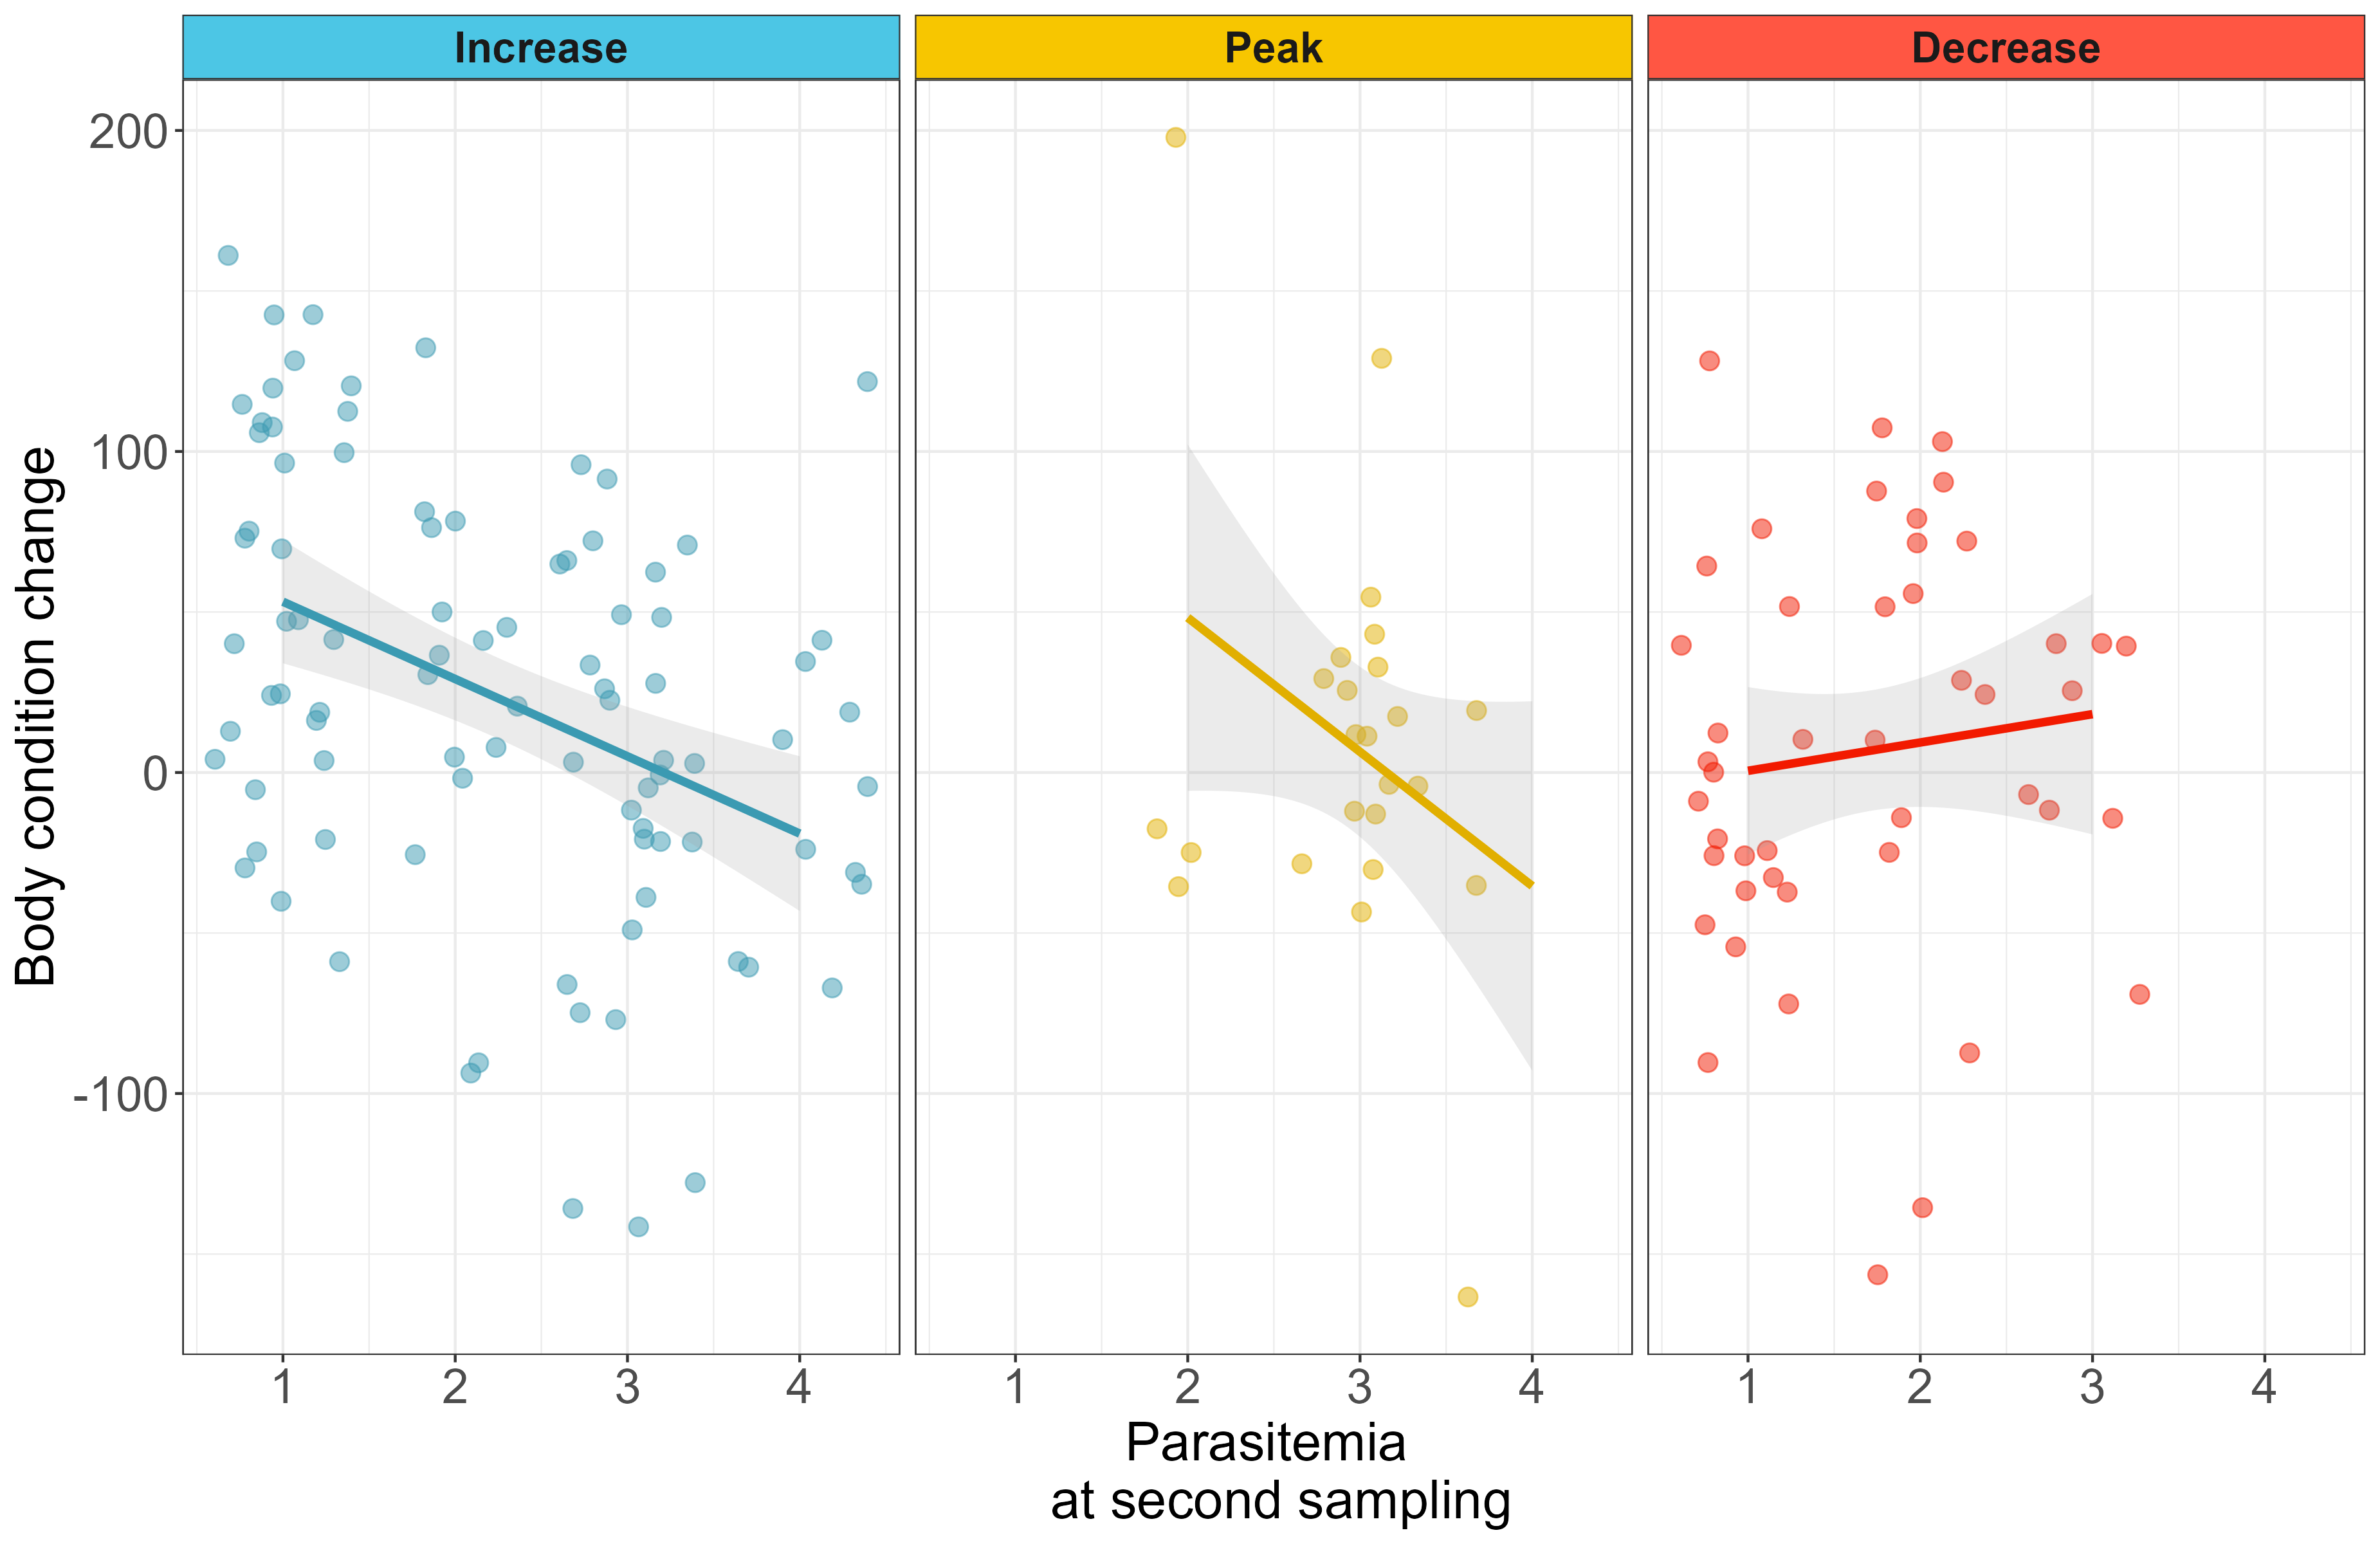 Increase
Peak
Decrease
200
100
0
-100
Body condition change
1 2 3 4 1 2 3 4 1 2 3 4
Parasitemia
at second sampling